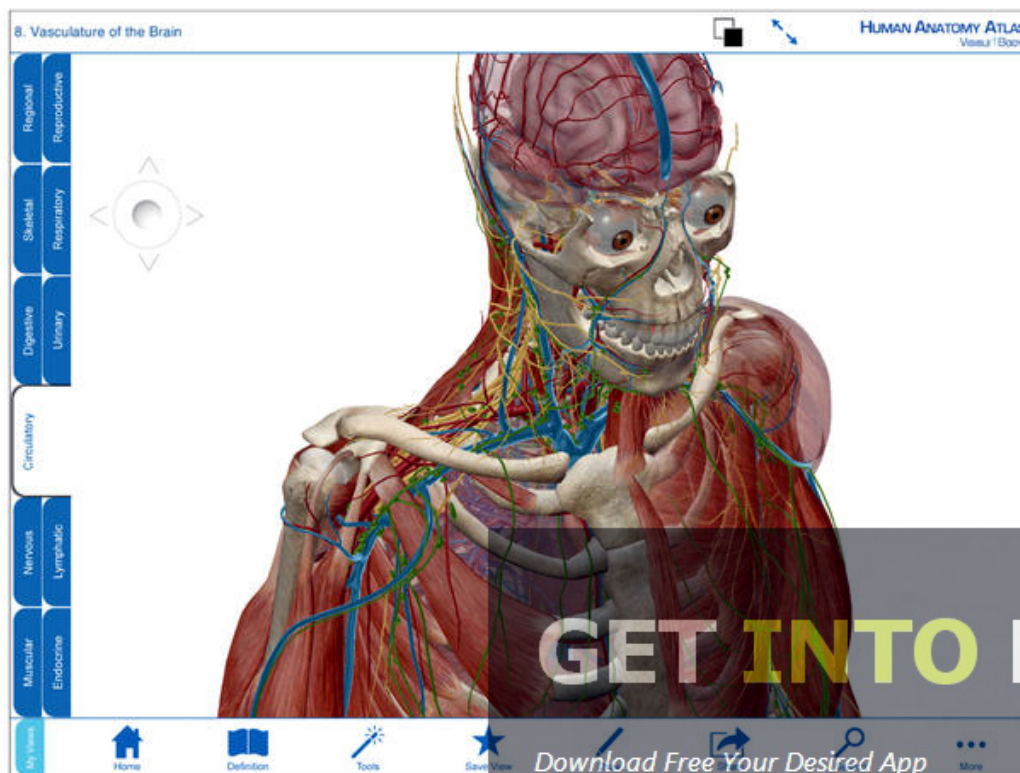 8. Vasculature of the Brain
HUMAN ANATOMY ATLAS
Regional
Reproductive
Skeletal
Respiratory
Digestive
Urinary
Circulatory
Nervous
Lymphatic
Muscular
Endocrine
GET INTO
My Views
Home
Definition
Tools
Save View
More
Download Free Your Desired App